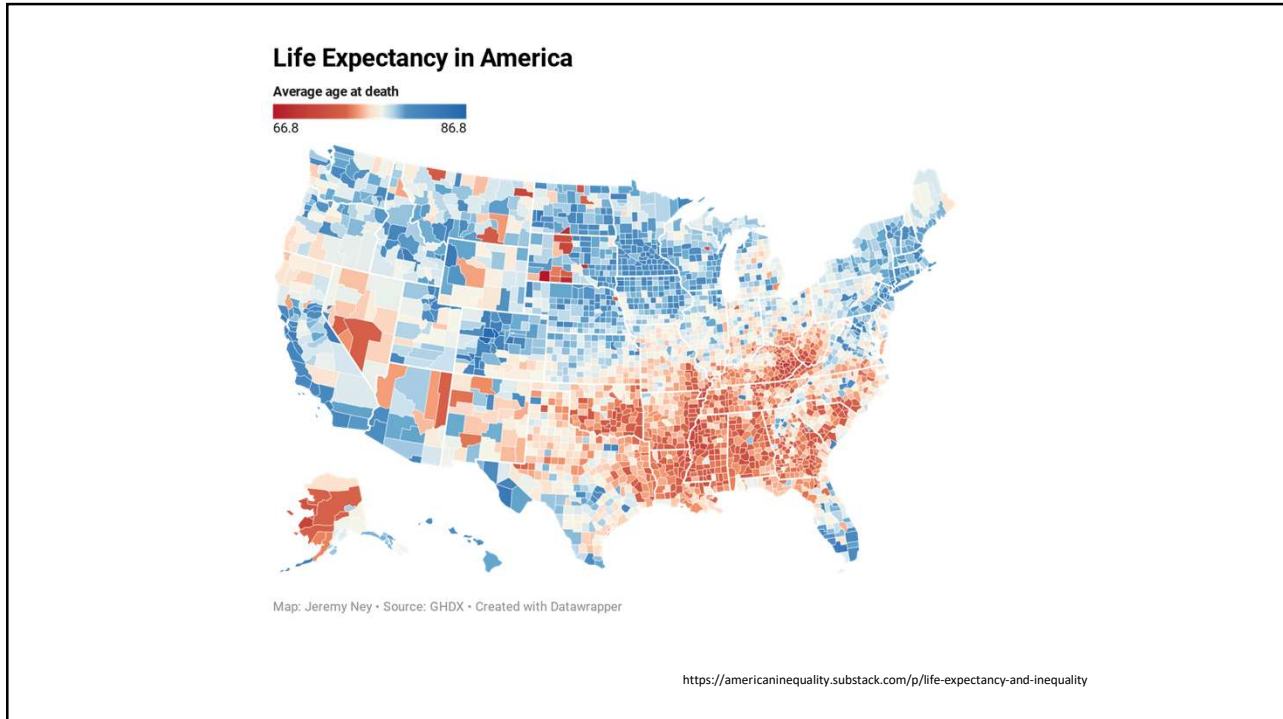 Life Expectancy in America
Average age at death
66.8 86.8
Map: Jeremy Ney • Source: GHDX • Created with Datawrapper
https://americaninequality.substack.com/p/life-expectancy-and-inequality